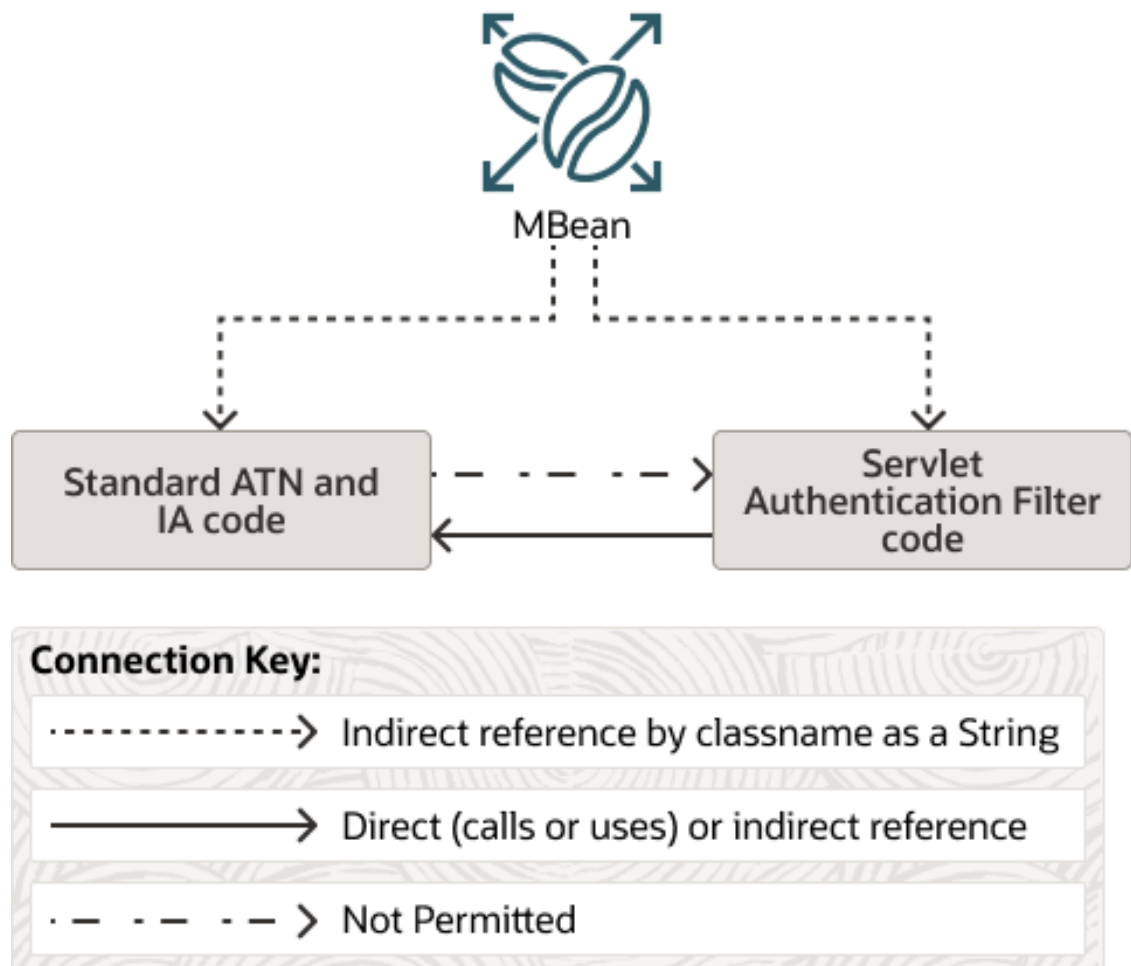 MBean
Standard ATN and
IA code
Servlet
Authentication Filter
code
Connection Key:
Indirect reference by classname as a String
Direct (calls or uses) or indirect reference
Not Permitted